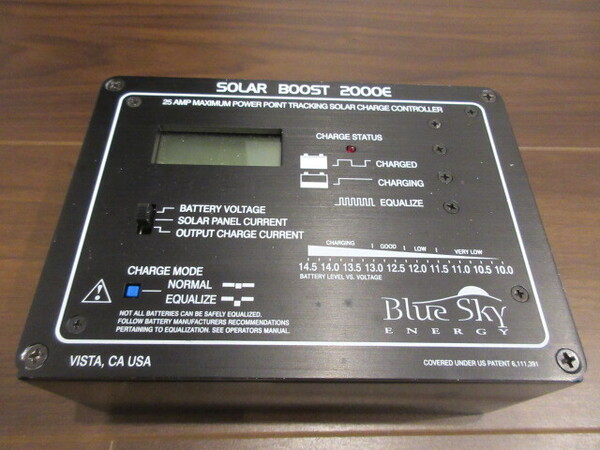 SOLAR BOOST 2000E
25 AMP MAXIMUM POWER POINT TRACKING SOLAR CHARGE CONTROLLER
CHARGE STATUS
CHARGED
CHARGING
EQUALIZE
BATTERY VOLTAGE
SOLAR PANEL CURRENT
OUTPUT CHARGE CURRENT
CHARGING GOOD LOW VERY LOW
14.5 14.0 13.5 13.0 12.5 12.0 11.5 11.0 10.5 10.0
BATTERY LEVEL VS. VOLTAGE
CHARGE MODE
NORMAL
EQUALIZE
NOT ALL BATTERIES CAN BE SAFELY EQUALIZED.
FOLLOW BATTERY MANUFACTURERS RECOMMENDATIONS
PERTAINING TO EQUALIZATION. SEE OPERATORS MANUAL.
Blue Sky
ENERGY
VISTA, CA USA
COVERED UNDER US PATENT 6,111,391